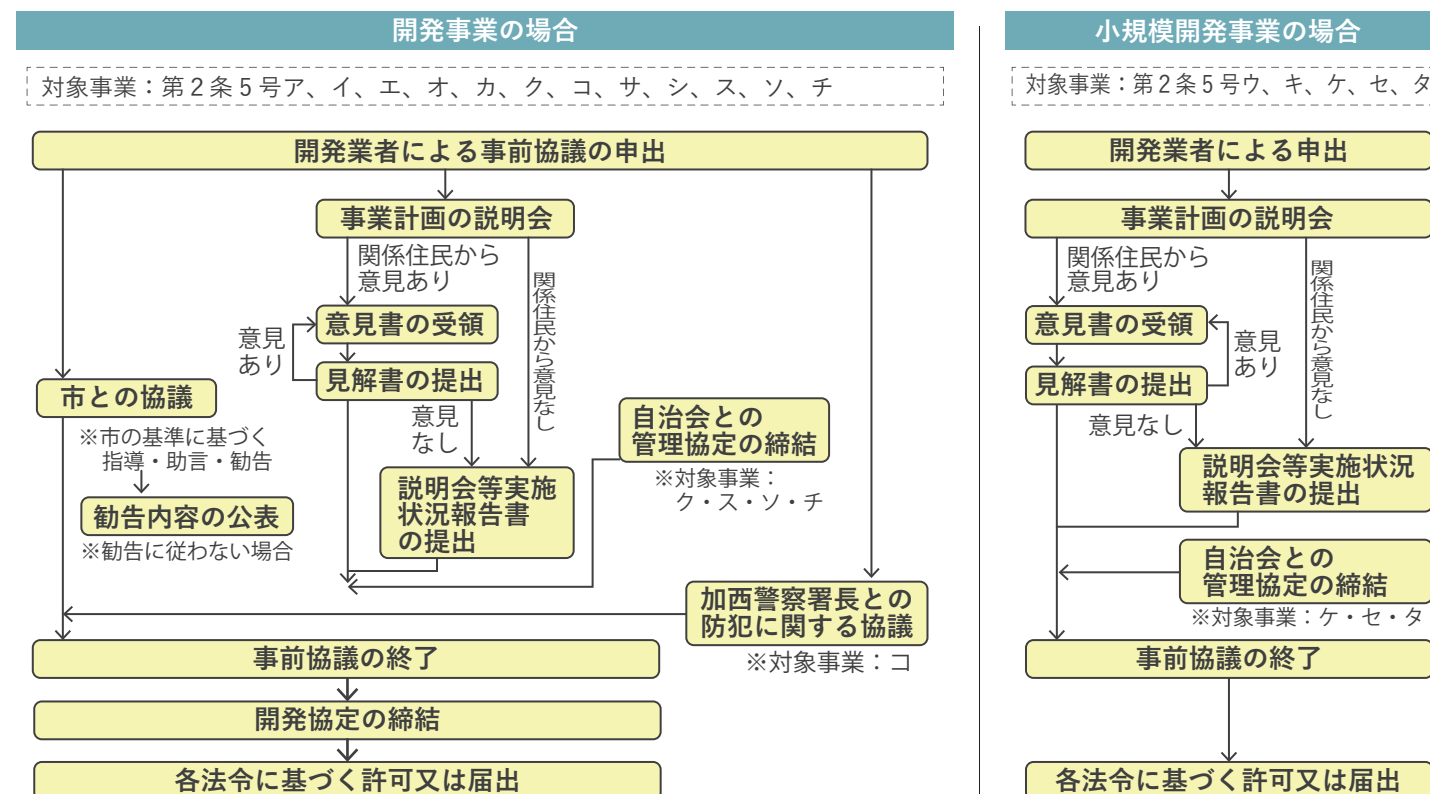 開発事業の場合
対象事業：第２条５号ア、イ、エ、オ、カ、ク、コ、サ、シ、ス、ソ、チ
開発業者による事前協議の申出
事業計画の説明会
関係住民から
意見あり
関係住民から意見なし
意見書の受領
意見
あり
見解書の提出
市との協議
※市の基準に基づく
指導・助言・勧告
勧告内容の公表
※勧告に従わない場合
意見
なし
説明会等実施
状況報告書
の提出
自治会との
管理協定の締結
※対象事業：
ク・ス・ソ・チ
加西警察署長との
防犯に関する協議
※対象事業：コ
事前協議の終了
開発協定の締結
各法令に基づく許可又は届出
小規模開発事業の場合
対象事業：第２条５号ウ、キ、ケ、セ、タ
開発業者による申出
事業計画の説明会
関係住民から
意見あり
関係住民から意見なし
意見書の受領
意見
あり
見解書の提出
意見なし
説明会等実施状況
報告書の提出
自治会との
管理協定の締結
※対象事業：ケ・セ・タ
事前協議の終了
各法令に基づく許可又は届出